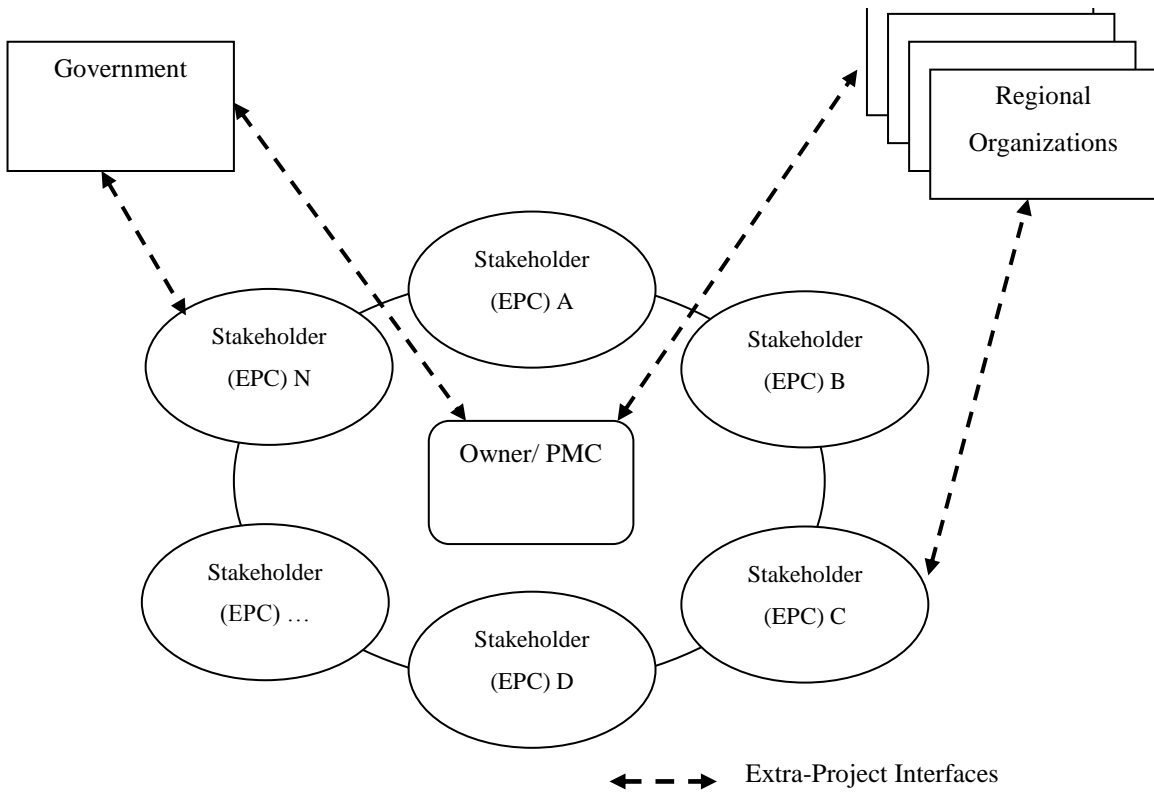 Government
Regional
Organizations
Stakeholder
(EPC) A
Stakeholder
(EPC) N
Stakeholder
(EPC) B
Owner/ PMC
Stakeholder
(EPC) …
Stakeholder
(EPC) C
Stakeholder
(EPC) D
Extra-Project Interfaces